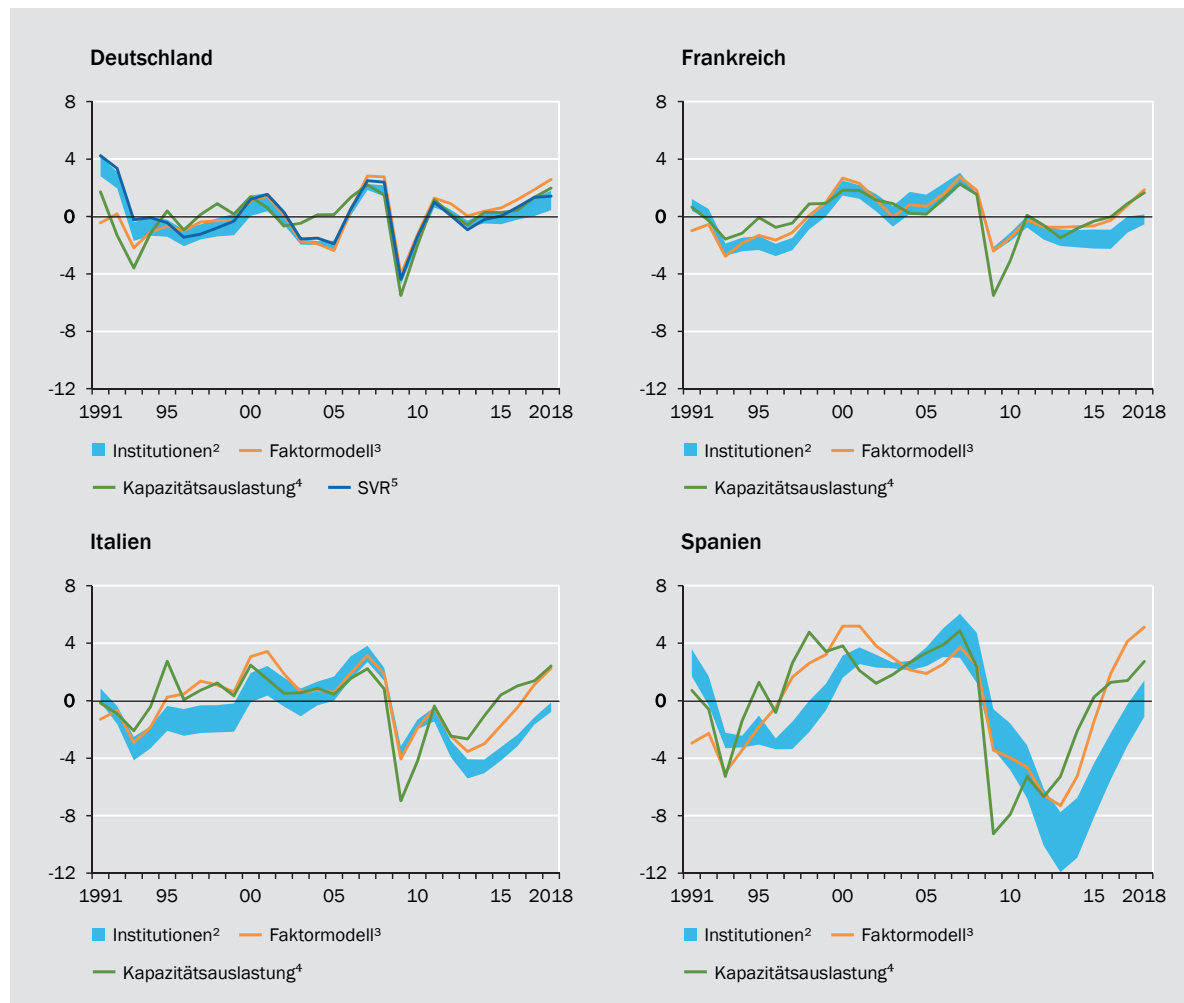 Deutschland
8
4
0
-4
-8
-12
1991 95 00 05 10 15 2018
Institutionen² Faktormodell³
Kapazitätsauslastung⁴ SVR⁵
Frankreich
8
4
0
-4
-8
-12
1991 95 00 05 10 15 2018
Institutionen² Faktormodell³
Kapazitätsauslastung⁴
Italien
8
4
0
-4
-8
-12
1991 95 00 05 10 15 2018
Institutionen² Faktormodell³
Kapazitätsauslastung⁴
Spanien
8
4
0
-4
-8
-12
1991 95 00 05 10 15 2018
Institutionen² Faktormodell³
Kapazitätsauslastung⁴